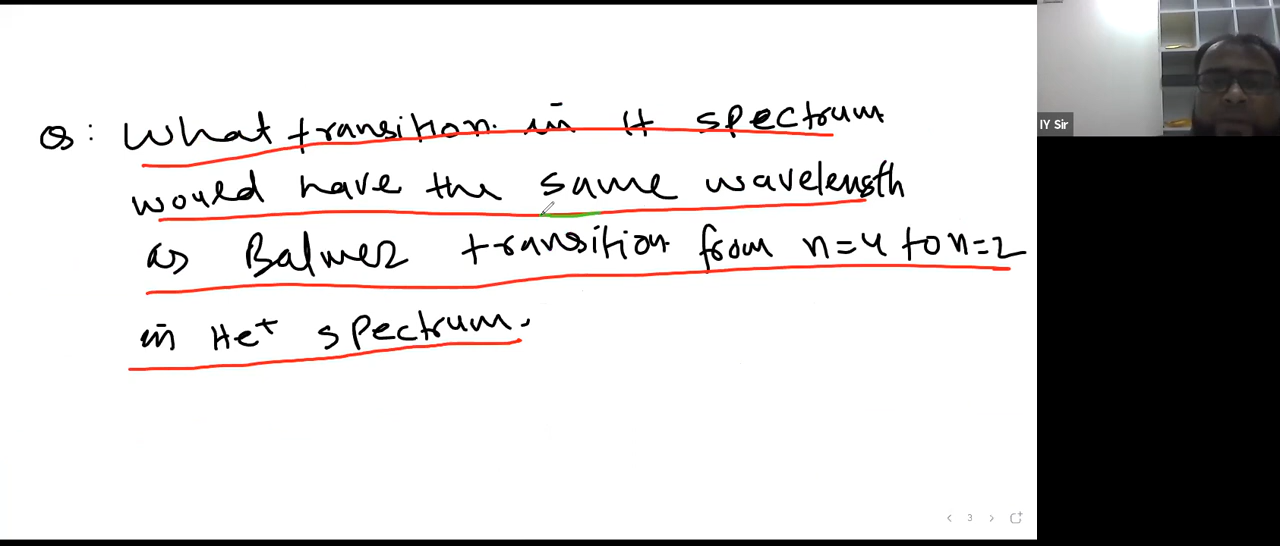 Q: What transition in H spectrum
would have the same wavelength
as Balmer transition from n=4 to n=2
in He+ spectrum.
IY Sir
3